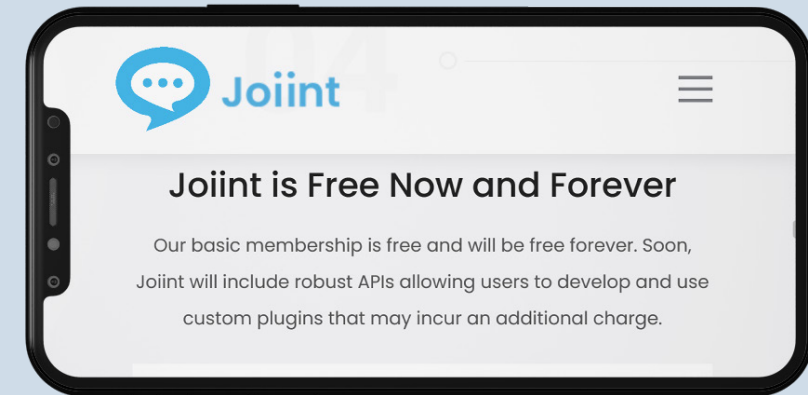 04
Joiint
Joiint is Free Now and Forever
Our basic membership is free and will be free forever. Soon,
Joiint will include robust APIs allowing users to develop and use
custom plugins that may incur an additional charge.